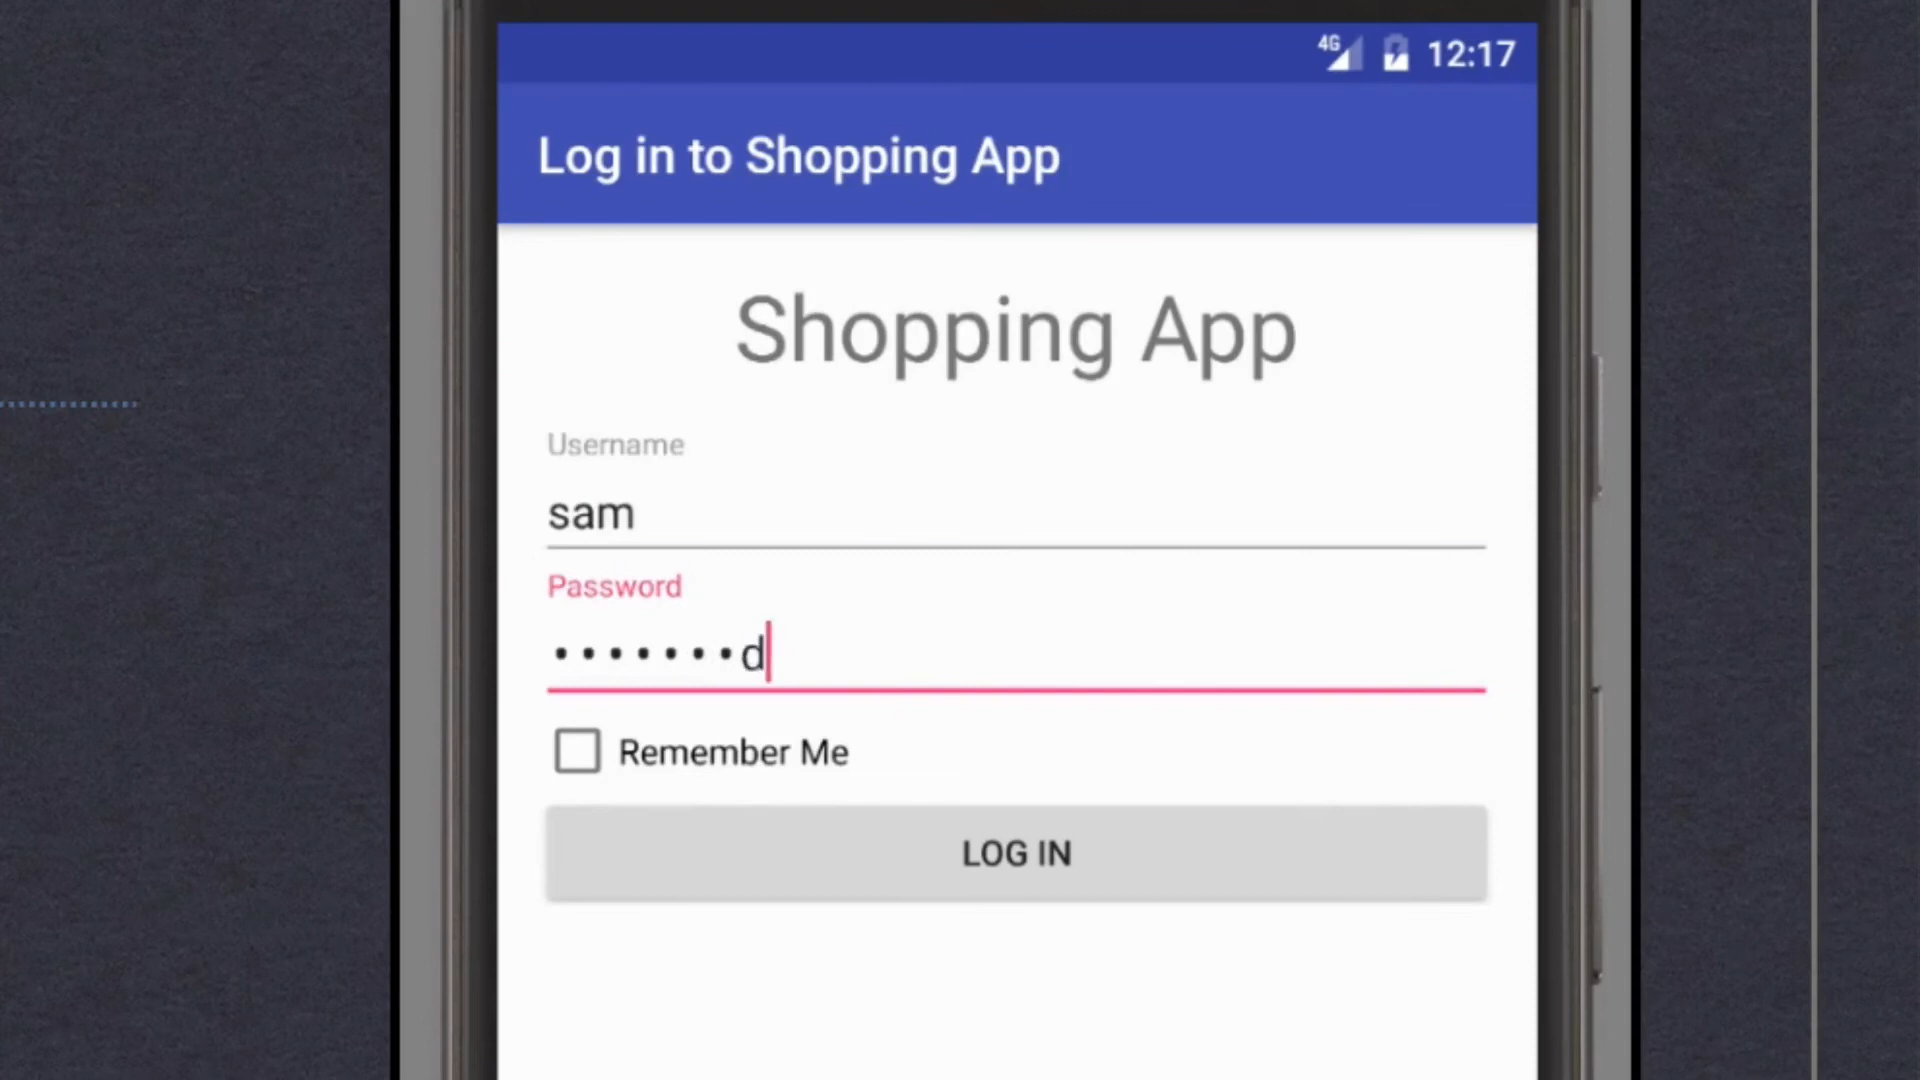 4G 12:17
Log in to Shopping App
Shopping App
Username
sam
Password
•••••••d
Remember Me
LOG IN